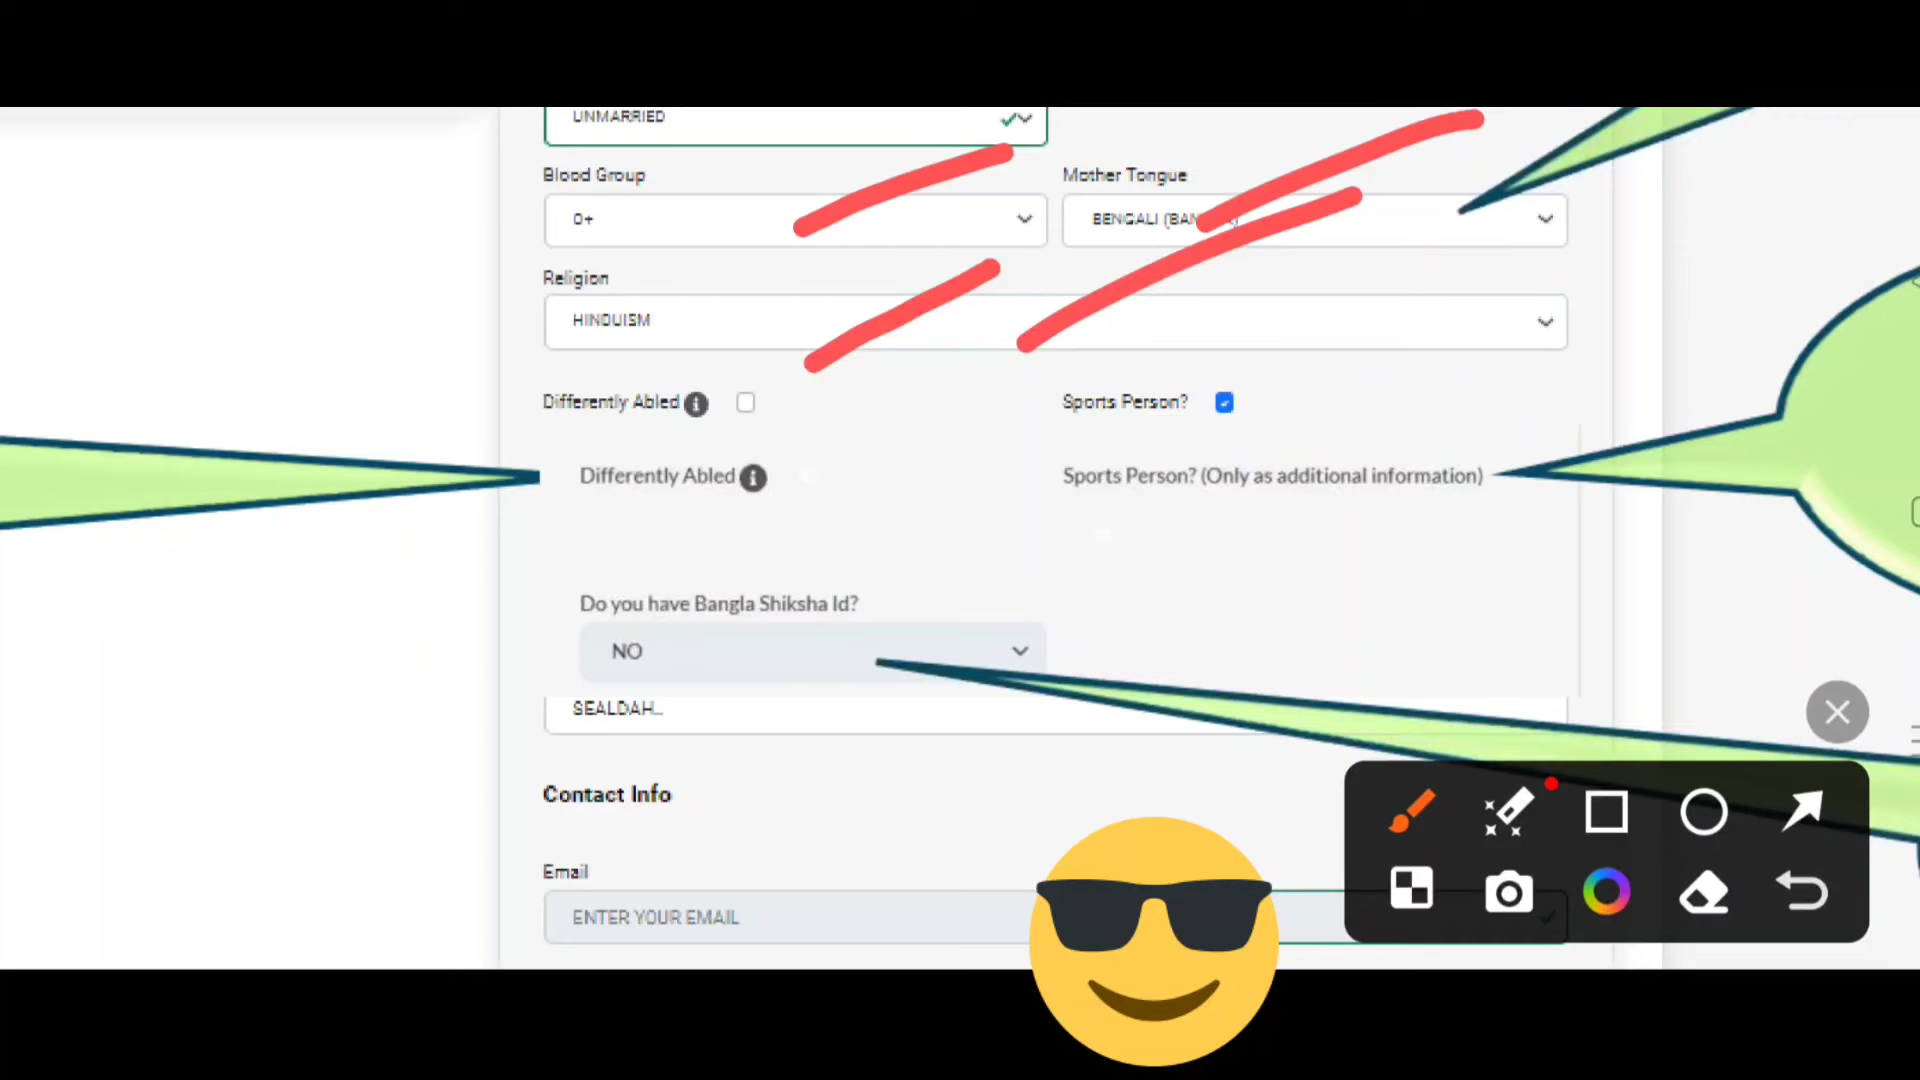 UNMARRIED
Blood Group
Mother Tongue
O+
BENGALI
Religion
HINDUISM
Differently Abled
Sports Person?
Differently Abled
Sports Person? (Only as additional information)
Do you have Bangla Shiksha Id?
NO
SEALDAH..
Contact Info
Email
ENTER YOUR EMAIL